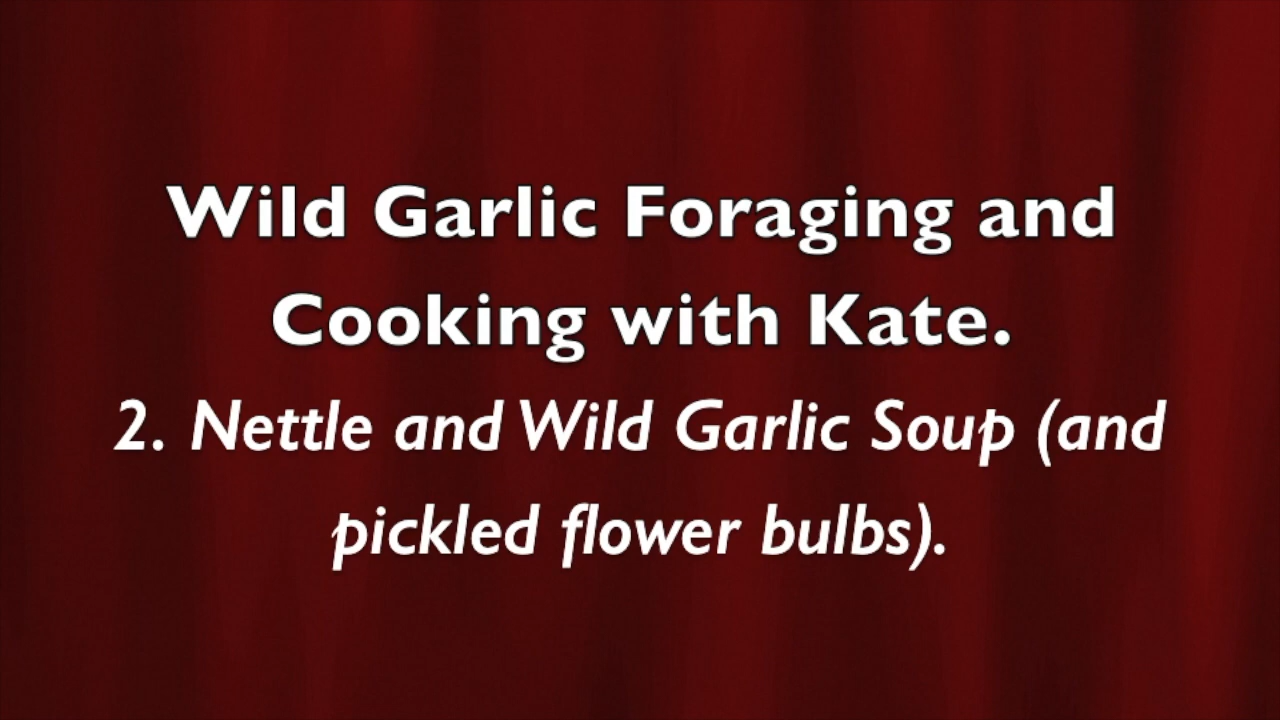 Wild Garlic Foraging and
Cooking with Kate.
2. Nettle and Wild Garlic Soup (and
pickled flower bulbs).